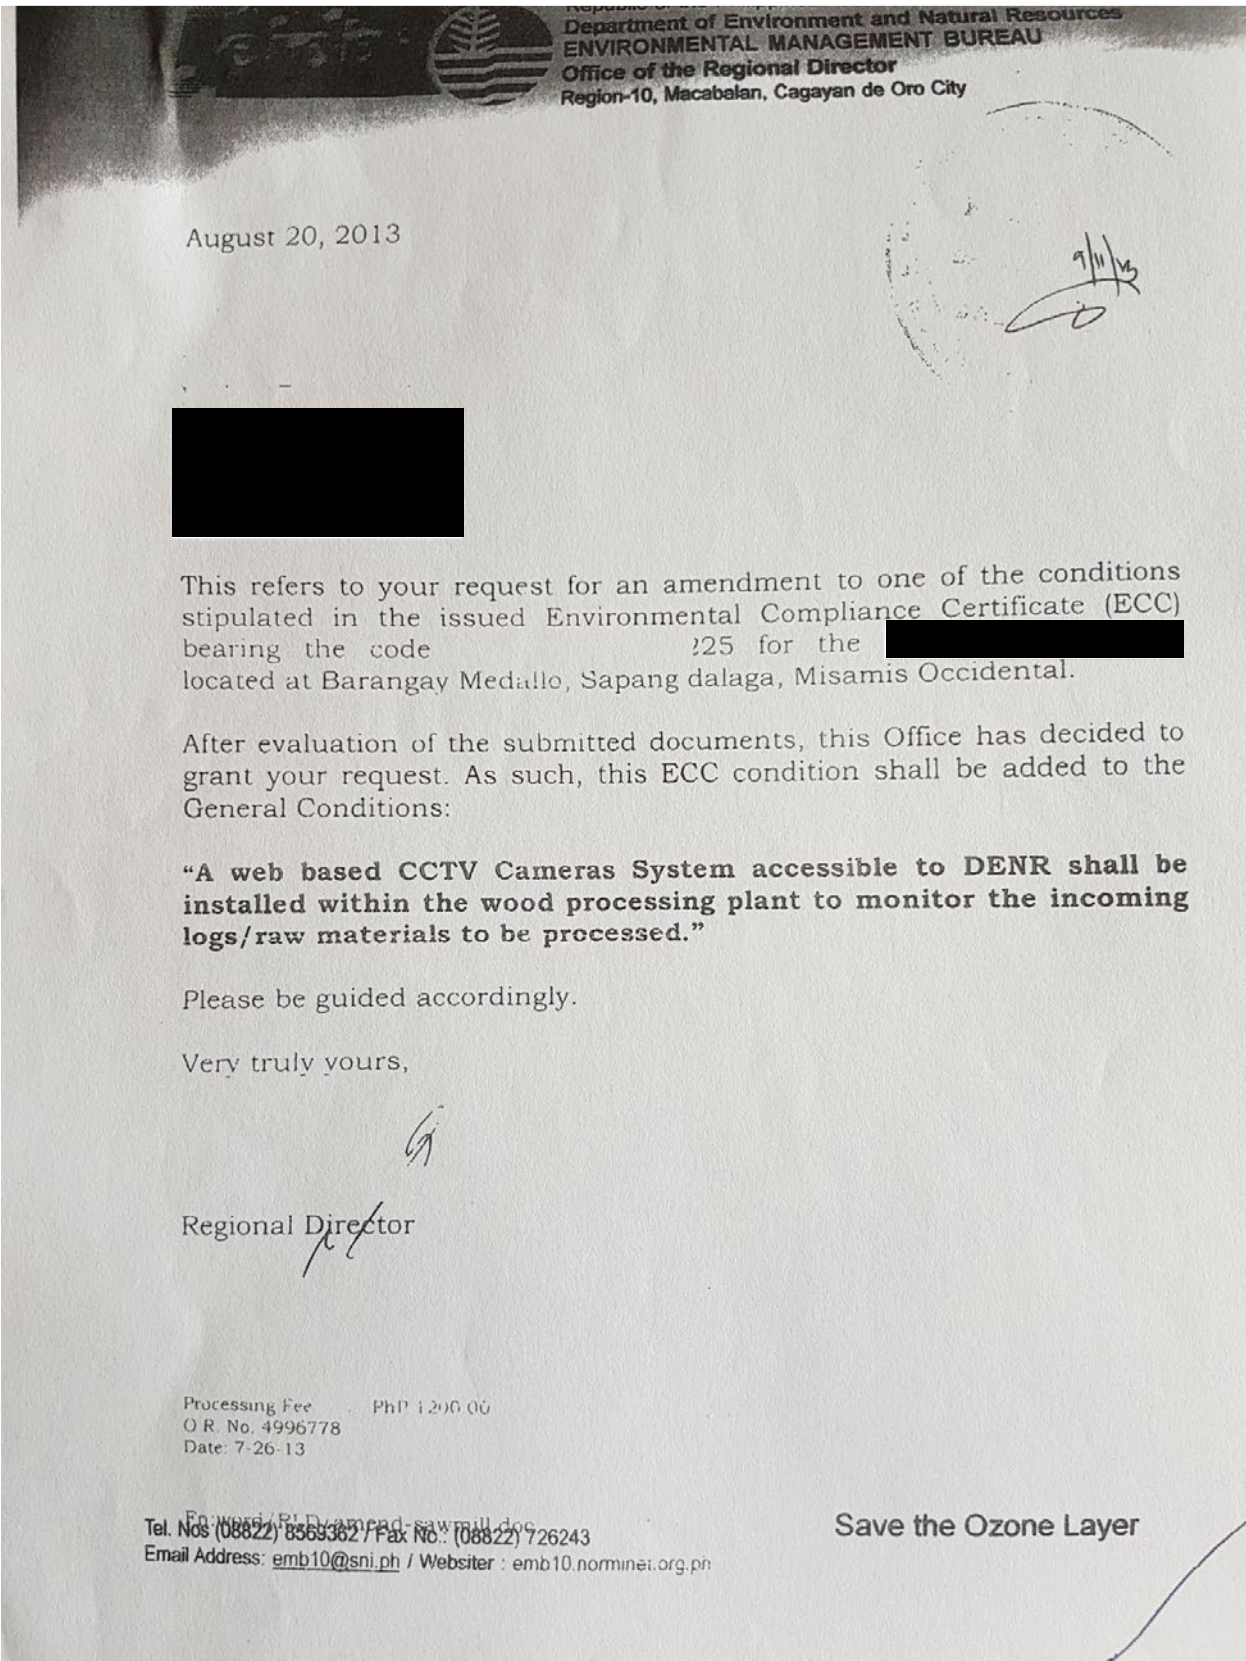 Department of Environment and Natural Resources
ENVIRONMENTAL MANAGEMENT BUREAU
Office of the Regional Director
Region-10, Macabalan, Cagayan de Oro City
August 20, 2013
9/11/13
This refers to your request for an amendment to one of the conditions
stipulated in the issued Environmental Compliance Certificate (ECC)
bearing the code 225 for the
located at Barangay Medallo, Sapang dalaga, Misamis Occidental.
After evaluation of the submitted documents, this Office has decided to
grant your request. As such, this ECC condition shall be added to the
General Conditions:
“A web based CCTV Cameras System accessible to DENR shall be
installed within the wood processing plant to monitor the incoming
logs/raw materials to be processed.”
Please be guided accordingly.
Very truly yours,
Regional Director
Processing Fee PhP 1200.00
O R. No. 4996778
Date: 7-26-13
Tel. Nos (08822) 8569362 / Fax No.: (08822) 726243
Email Address: emb10@sni.ph / Websiter : emb10.norminet.org.ph
Save the Ozone Layer